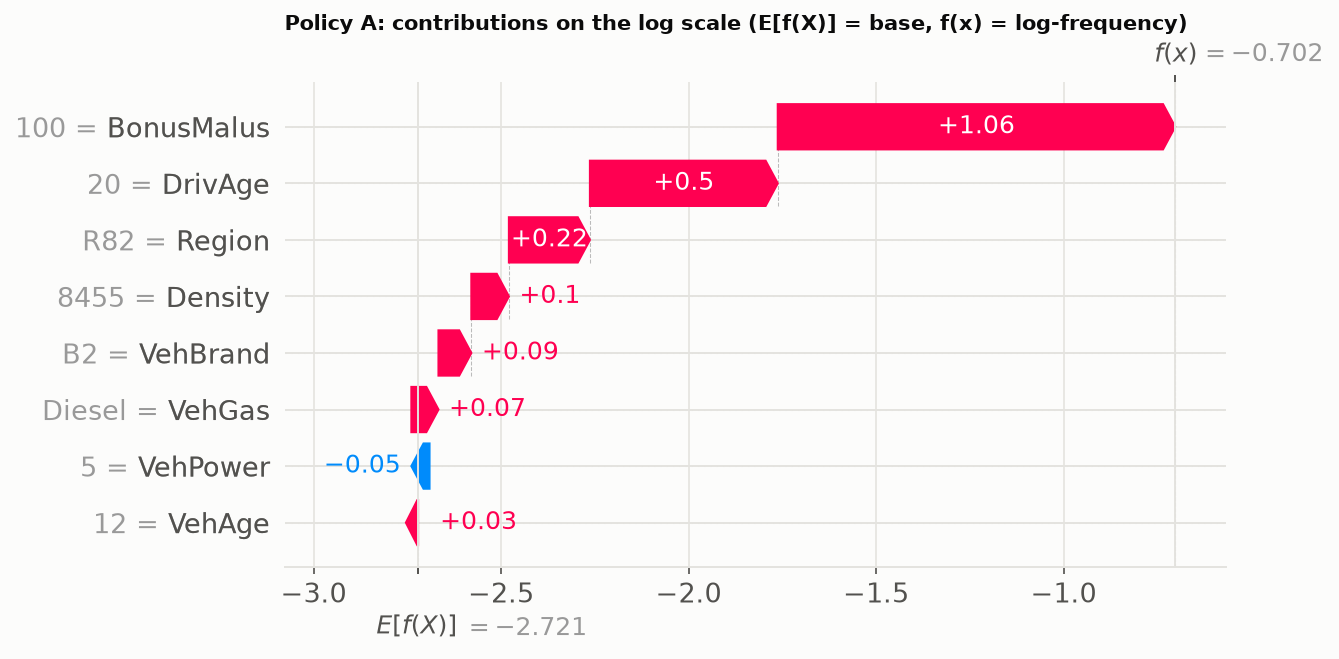 Policy A: contributions on the log scale (E[f(X)] = base, f(x) = log-frequency)
f(x) = −0.702
100 = BonusMalus
+1.06
20 = DrivAge
+0.5
R82 = Region
+0.22
8455 = Density
+0.1
B2 = VehBrand
+0.09
Diesel = VehGas
+0.07
5 = VehPower
−0.05
12 = VehAge
+0.03
−3.0 −2.5 −2.0 −1.5 −1.0
E[f(X)] = −2.721